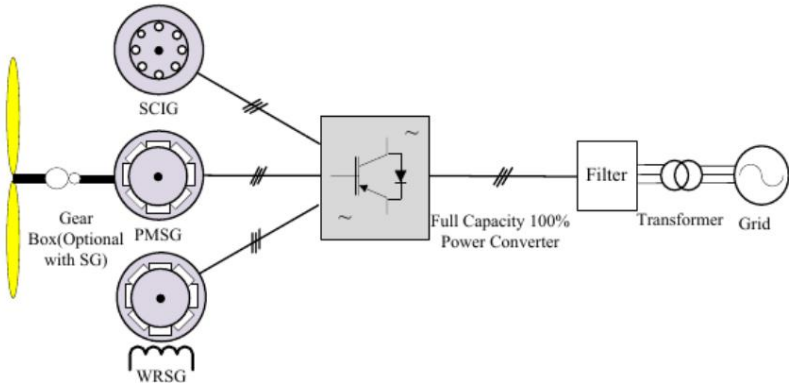 SCIG
Gear
Box(Optional
with SG)
PMSG
WRSG
~
~
Full Capacity 100%
Power Converter
Filter
Transformer
Grid